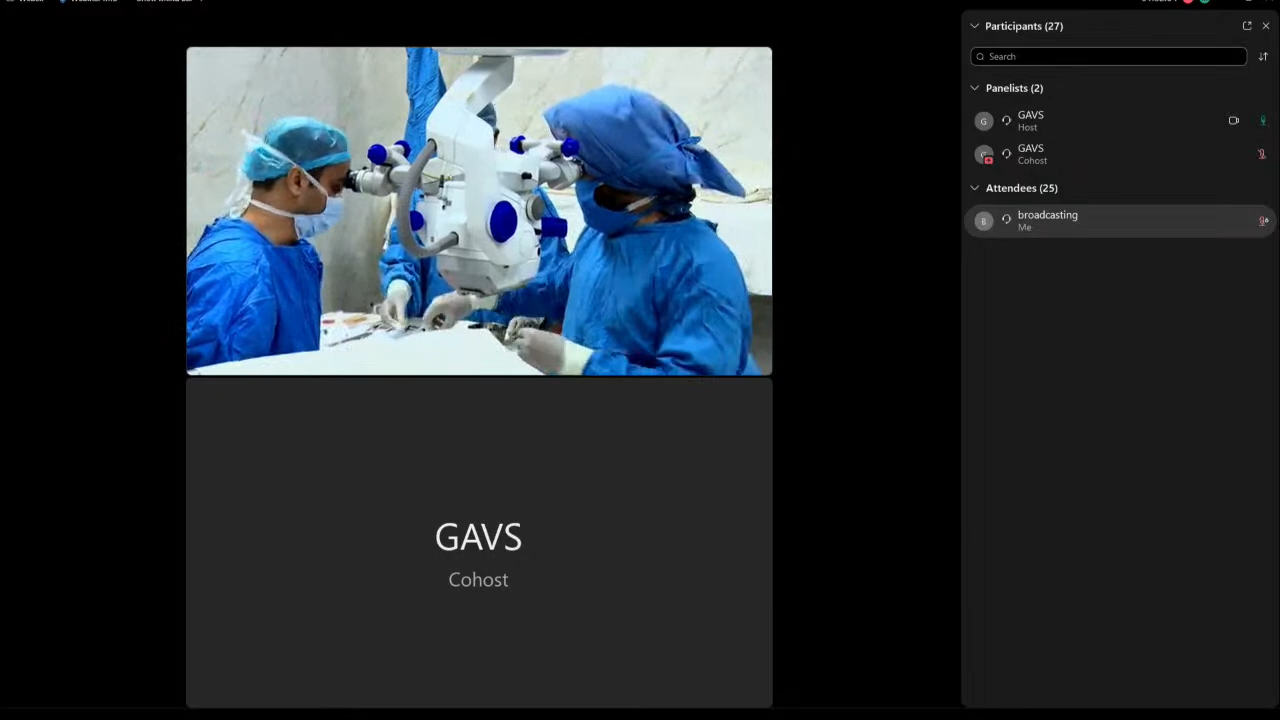 Participants (27)
Search
Panelists (2)
G
GAVS
Host
GAVS
Cohost
Attendees (25)
B
broadcasting
Me
GAVS
Cohost